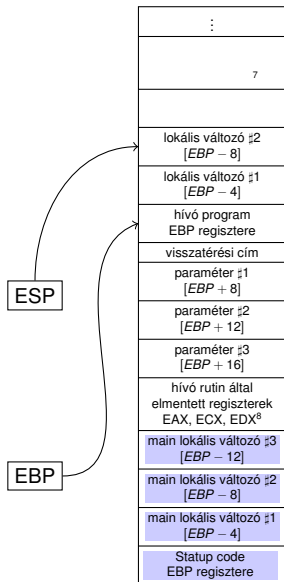 ⋮
7
lokális változó ♯2
[EBP − 8]
lokális változó ♯1
[EBP − 4]
hívó program
EBP regisztere
visszatérési cím
paraméter ♯1
[EBP + 8]
paraméter ♯2
[EBP + 12]
paraméter ♯3
[EBP + 16]
hívó rutin által
elmentett regiszterek
EAX, ECX, EDX⁸
main lokális változó ♯3
[EBP − 12]
main lokális változó ♯2
[EBP − 8]
main lokális változó ♯1
[EBP − 4]
Statup code
EBP regisztere
ESP
EBP